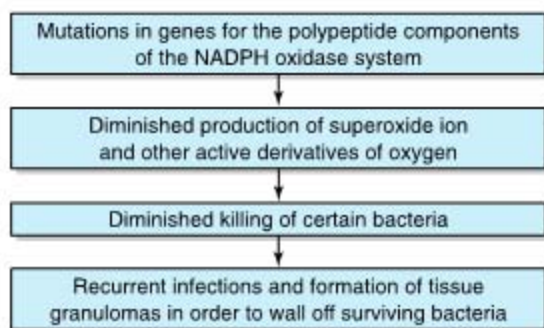 Mutations in genes for the polypeptide components
of the NADPH oxidase system
Diminished production of superoxide ion
and other active derivatives of oxygen
Diminished killing of certain bacteria
Recurrent infections and formation of tissue
granulomas in order to wall off surviving bacteria